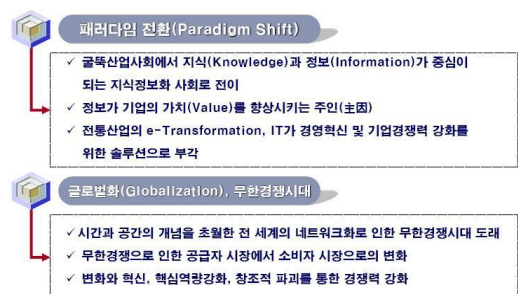 패러다임 전환(Paradigm Shift)
✓ 굴뚝산업사회에서 지식(Knowledge)과 정보(Information)가 중심이
되는 지식정보화 사회로 전이
✓ 정보가 기업의 가치(Value)를 향상시키는 주인(主因)
✓ 전통산업의 e-Transformation, IT가 경영혁신 및 기업경쟁력 강화를
위한 솔루션으로 부각
글로벌화(Globalization), 무한경쟁시대
✓ 시간과 공간의 개념을 초월한 전 세계의 네트워크화로 인한 무한경쟁시대 도래
✓ 무한경쟁으로 인한 공급자 시장에서 소비자 시장으로의 변화
✓ 변화와 혁신, 핵심역량강화, 창조적 파괴를 통한 경쟁력 강화